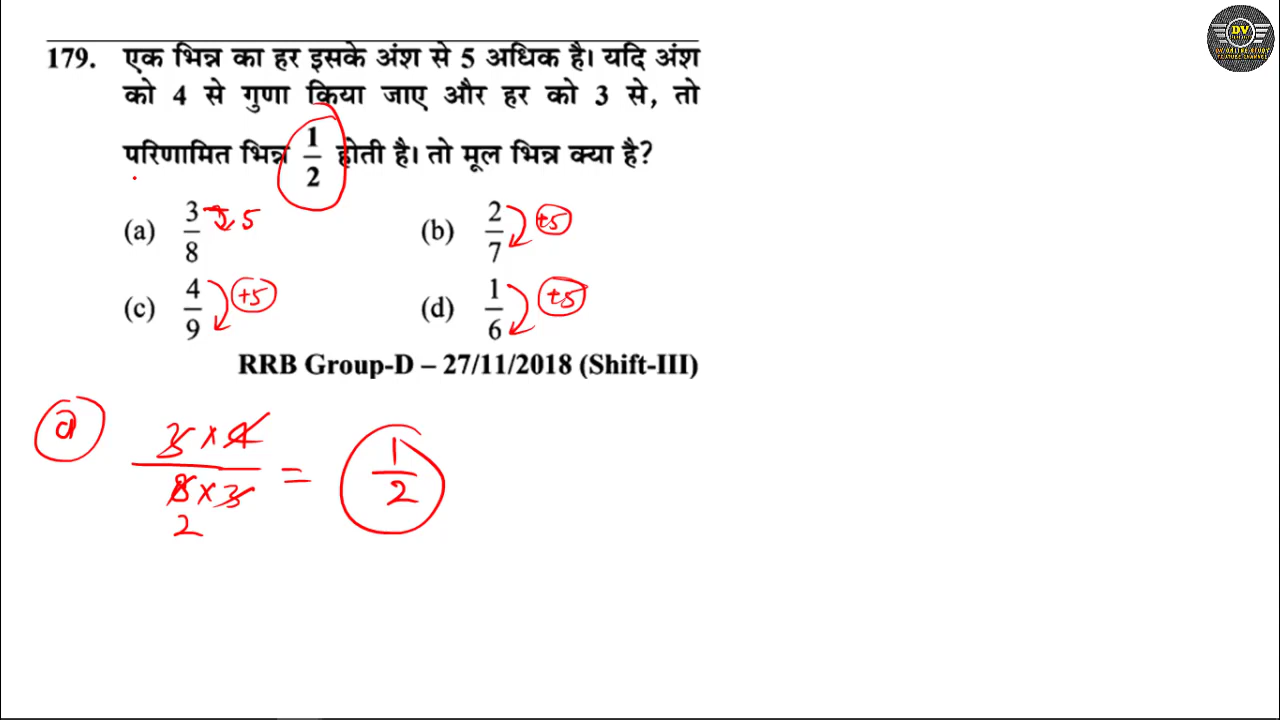 179. एक भिन्न का हर इसके अंश से 5 अधिक है। यदि अंश
को 4 से गुणा किया जाए और हर को 3 से, तो
परिणामित भिन्न 1/2 होती है। तो मूल भिन्न क्या है?
(a) 3/8 5 (b) 2/7 +5
(c) 4/9 +5 (d) 1/6 +5
RRB Group-D – 27/11/2018 (Shift-III)
a 3 × 4 / 8 × 3 = 1/2
2
DV